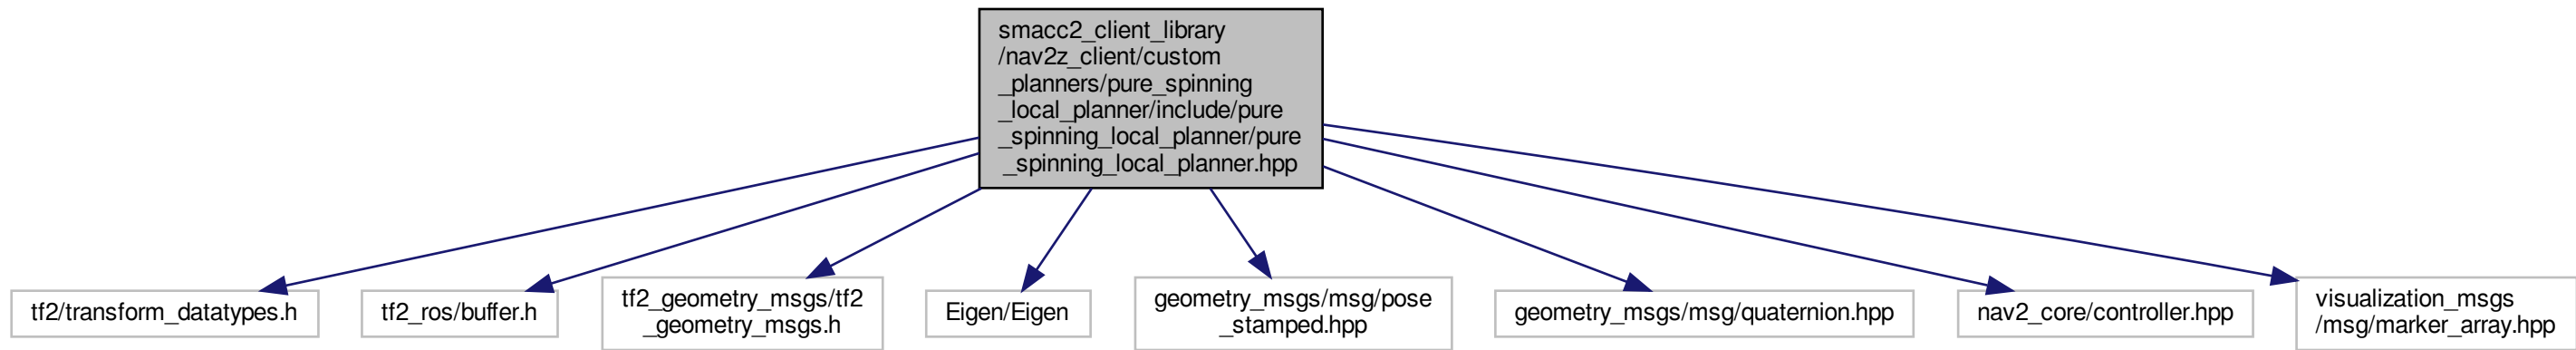 smacc2_client_library
/nav2z_client/custom
_planners/pure_spinning
_local_planner/include/pure
_spinning_local_planner/pure
_spinning_local_planner.hpp
tf2/transform_datatypes.h
tf2_ros/buffer.h
tf2_geometry_msgs/tf2
_geometry_msgs.h
Eigen/Eigen
geometry_msgs/msg/pose
_stamped.hpp
geometry_msgs/msg/quaternion.hpp
nav2_core/controller.hpp
visualization_msgs
/msg/marker_array.hpp